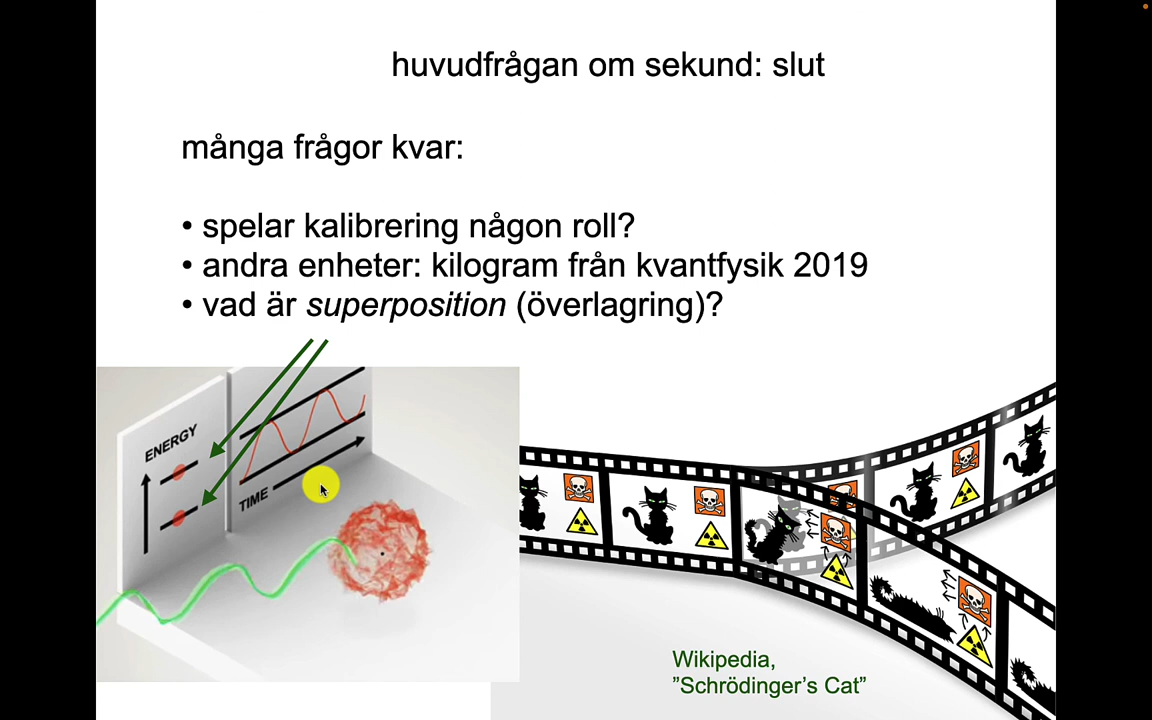 huvudfrågan om sekund: slut
många frågor kvar:
• spelar kalibrering någon roll?
• andra enheter: kilogram från kvantfysik 2019
• vad är superposition (överlagring)?
ENERGY
TIME
Wikipedia,
”Schrödinger’s Cat”